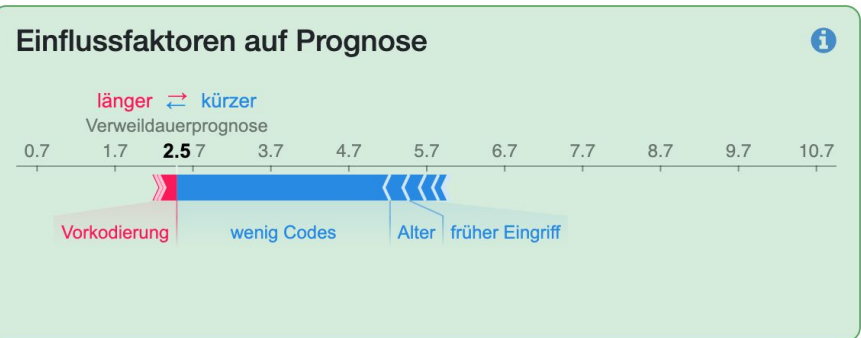 Einflussfaktoren auf Prognose
länger ⇄ kürzer
Verweildauerprognose
0.7 1.7 2.5 7 3.7 4.7 5.7 6.7 7.7 8.7 9.7 10.7
Vorkodierung wenig Codes Alter früher Eingriff